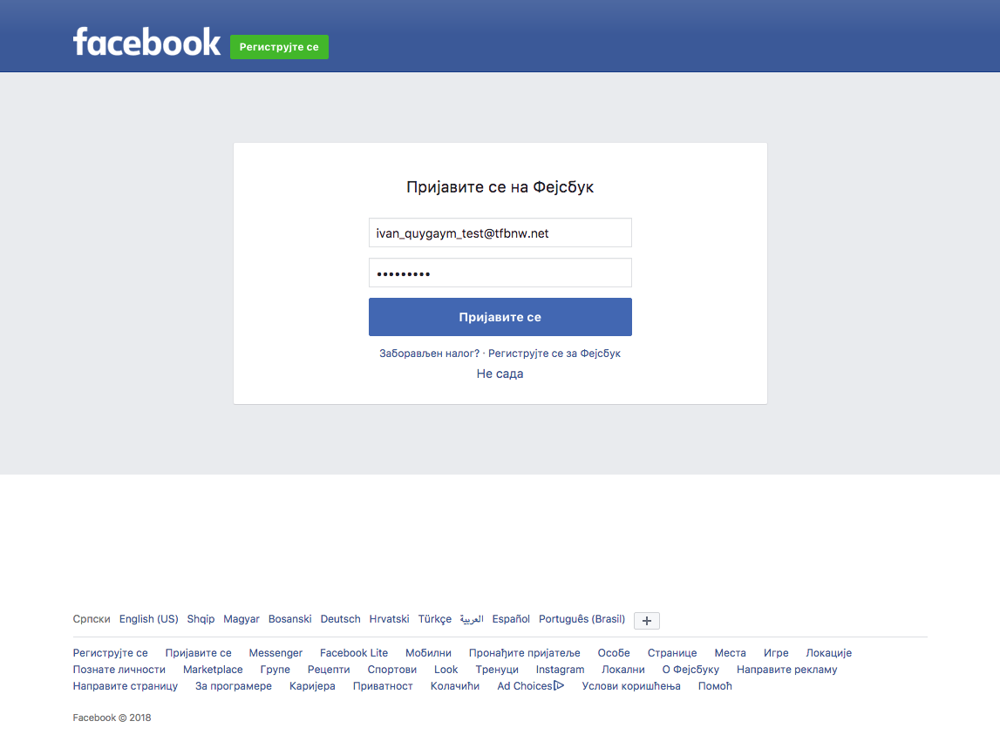 facebook Региструјте се
Пријавите се на Фејсбук
ivan_quygaym_test@tfbnw.net
•••••••••
Пријавите се
Заборављен налог? · Региструјте се за Фејсбук
Не сада
Српски English (US) Shqip Magyar Bosanski Deutsch Hrvatski Türkçe العربية Español Português (Brasil) +
Региструјте се Пријавите се Messenger Facebook Lite Мобилни Пронађите пријатеље Особе Странице Места Игре Локације
Познате личности Marketplace Групе Рецепти Спортови Look Тренуци Instagram Локални О Фејсбуку Направите рекламу
Направите страницу За програмере Каријера Приватност Колачићи Ad Choices Услови коришћења Помоћ
Facebook © 2018